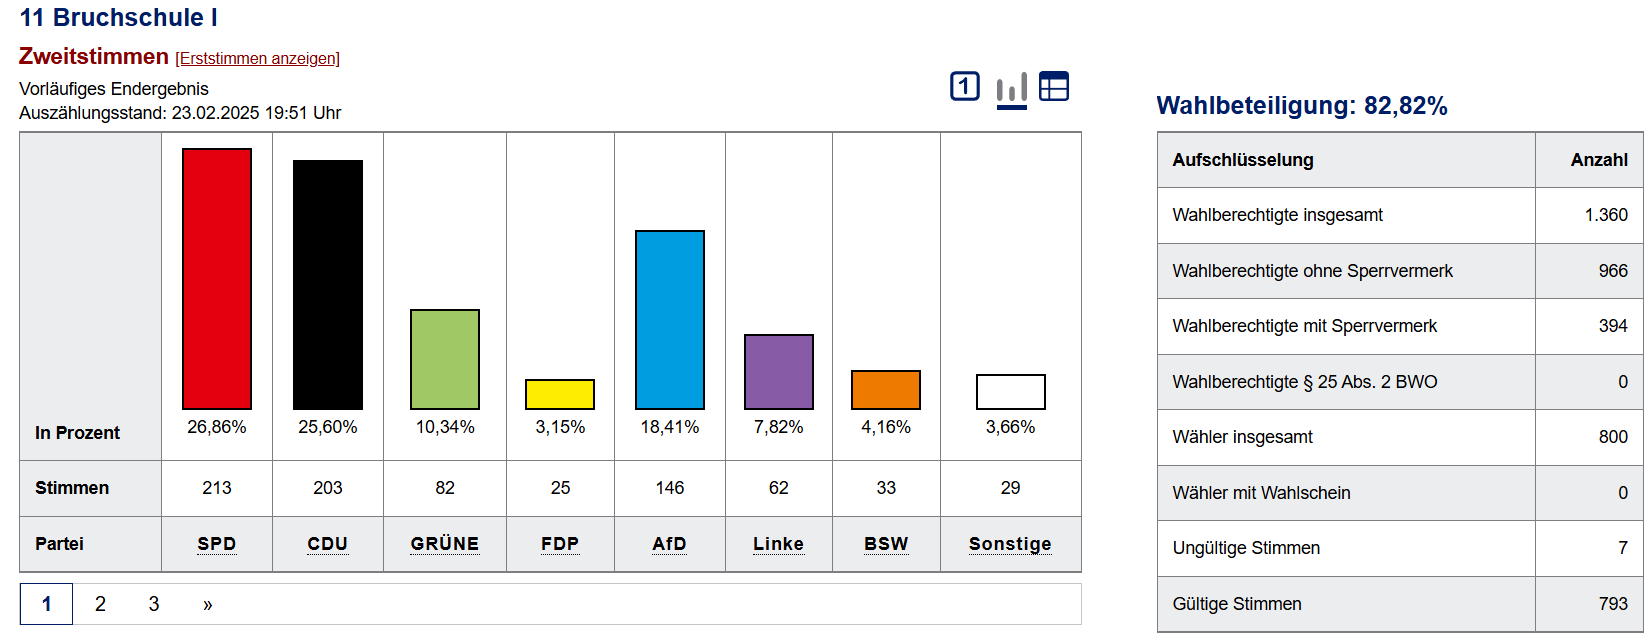 11 Bruchschule I
Zweitstimmen [Erststimmen anzeigen]
Vorläufiges Endergebnis
Auszählungsstand: 23.02.2025 19:51 Uhr
1
In Prozent 26,86% 25,60% 10,34% 3,15% 18,41% 7,82% 4,16% 3,66%
Stimmen 213 203 82 25 146 62 33 29
Partei SPD CDU GRÜNE FDP AfD Linke BSW Sonstige
1 2 3 »
Wahlbeteiligung: 82,82%
Aufschlüsselung Anzahl
Wahlberechtigte insgesamt 1.360
Wahlberechtigte ohne Sperrvermerk 966
Wahlberechtigte mit Sperrvermerk 394
Wahlberechtigte § 25 Abs. 2 BWO 0
Wähler insgesamt 800
Wähler mit Wahlschein 0
Ungültige Stimmen 7
Gültige Stimmen 793